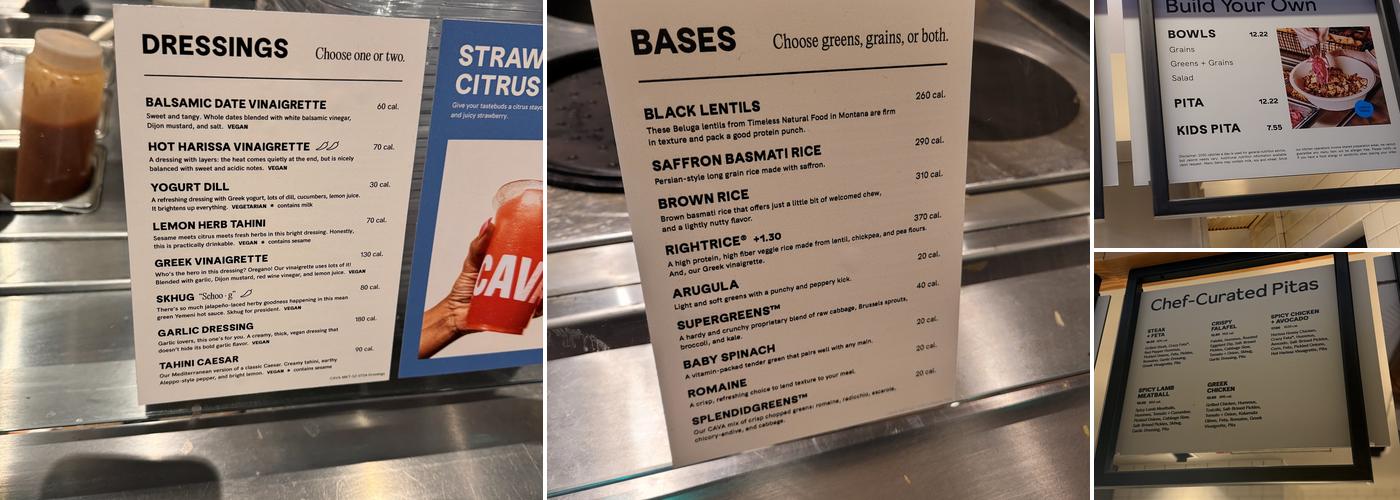 DRESSINGS
Choose one or two.
BALSAMIC DATE VINAIGRETTE 60 cal.
Sweet and tangy. Whole dates blended with white balsamic vinegar,
Dijon mustard, and salt. VEGAN
HOT HARISSA VINAIGRETTE 70 cal.
A dressing with layers: the heat comes quietly at the end, but is nicely
balanced with sweet and acidic notes. VEGAN
YOGURT DILL 30 cal.
A refreshing dressing with Greek yogurt, lots of dill, cucumbers, lemon juice.
It brightens up everything. VEGETARIAN • contains milk
LEMON HERB TAHINI 70 cal.
Sesame meets citrus meets fresh herbs in this bright dressing. Honestly,
this is practically drinkable. VEGAN • contains sesame
GREEK VINAIGRETTE 130 cal.
Who's the hero in this dressing? Oregano! Our vinaigrette uses lots of it!
Blended with garlic, Dijon mustard, red wine vinegar, and lemon juice. VEGAN
SKHUG "Schoo·g" 80 cal.
There's so much jalapeño-laced herby goodness happening in this mean
green Yemeni hot sauce. Skhug for president. VEGAN
GARLIC DRESSING 180 cal.
Garlic lovers, this one's for you. A creamy, thick, vegan dressing that
doesn't hide its bold garlic flavor. VEGAN
TAHINI CAESAR 90 cal.
Our Mediterranean version of a classic Caesar. Creamy tahini, earthy
Aleppo-style pepper, and bright lemon. VEGAN • contains sesame
STRAW
CITRUS
Give your tastebuds a citrus
and juicy strawberry.
CAV
BASES
Choose greens, grains, or both.
BLACK LENTILS 260 cal.
These Beluga lentils from Timeless Natural Food in Montana are firm
in texture and pack a good protein punch.
SAFFRON BASMATI RICE 290 cal.
Persian-style long grain rice made with saffron.
BROWN RICE 310 cal.
Brown basmati rice that offers just a little bit of welcomed chew,
and a lightly nutty flavor.
RIGHTRICE® +1.30 370 cal.
A high protein, high fiber veggie rice made from lentil, chickpea, and pea flours.
And, our Greek vinaigrette.
ARUGULA 20 cal.
Light and soft greens with a punchy and peppery kick.
SUPERGREENS™ 40 cal.
A hardy and crunchy proprietary blend of raw cabbage, Brussels sprouts,
broccoli, and kale.
BABY SPINACH 20 cal.
A vitamin-packed tender green that pairs well with any main.
ROMAINE 20 cal.
A crisp, refreshing choice to lend texture to your meal.
SPLENDIDGREENS™ 20 cal.
Our CAVA mix of crisp chopped greens: romaine, radicchio, escarole,
chicory-endive, and cabbage.
Build Your Own
BOWLS 12.22
Grains
Greens + Grains
Salad
PITA 12.22
KIDS PITA 7.55
Chef-Curated Pitas
STEAK
+ FETA
CRISPY
FALAFEL
SPICY CHICKEN
+ AVOCADO
SPICY LAMB
MEATBALL
GREEK
CHICKEN
Spicy Lamb Meatballs,
Grilled Chicken, Hummus,